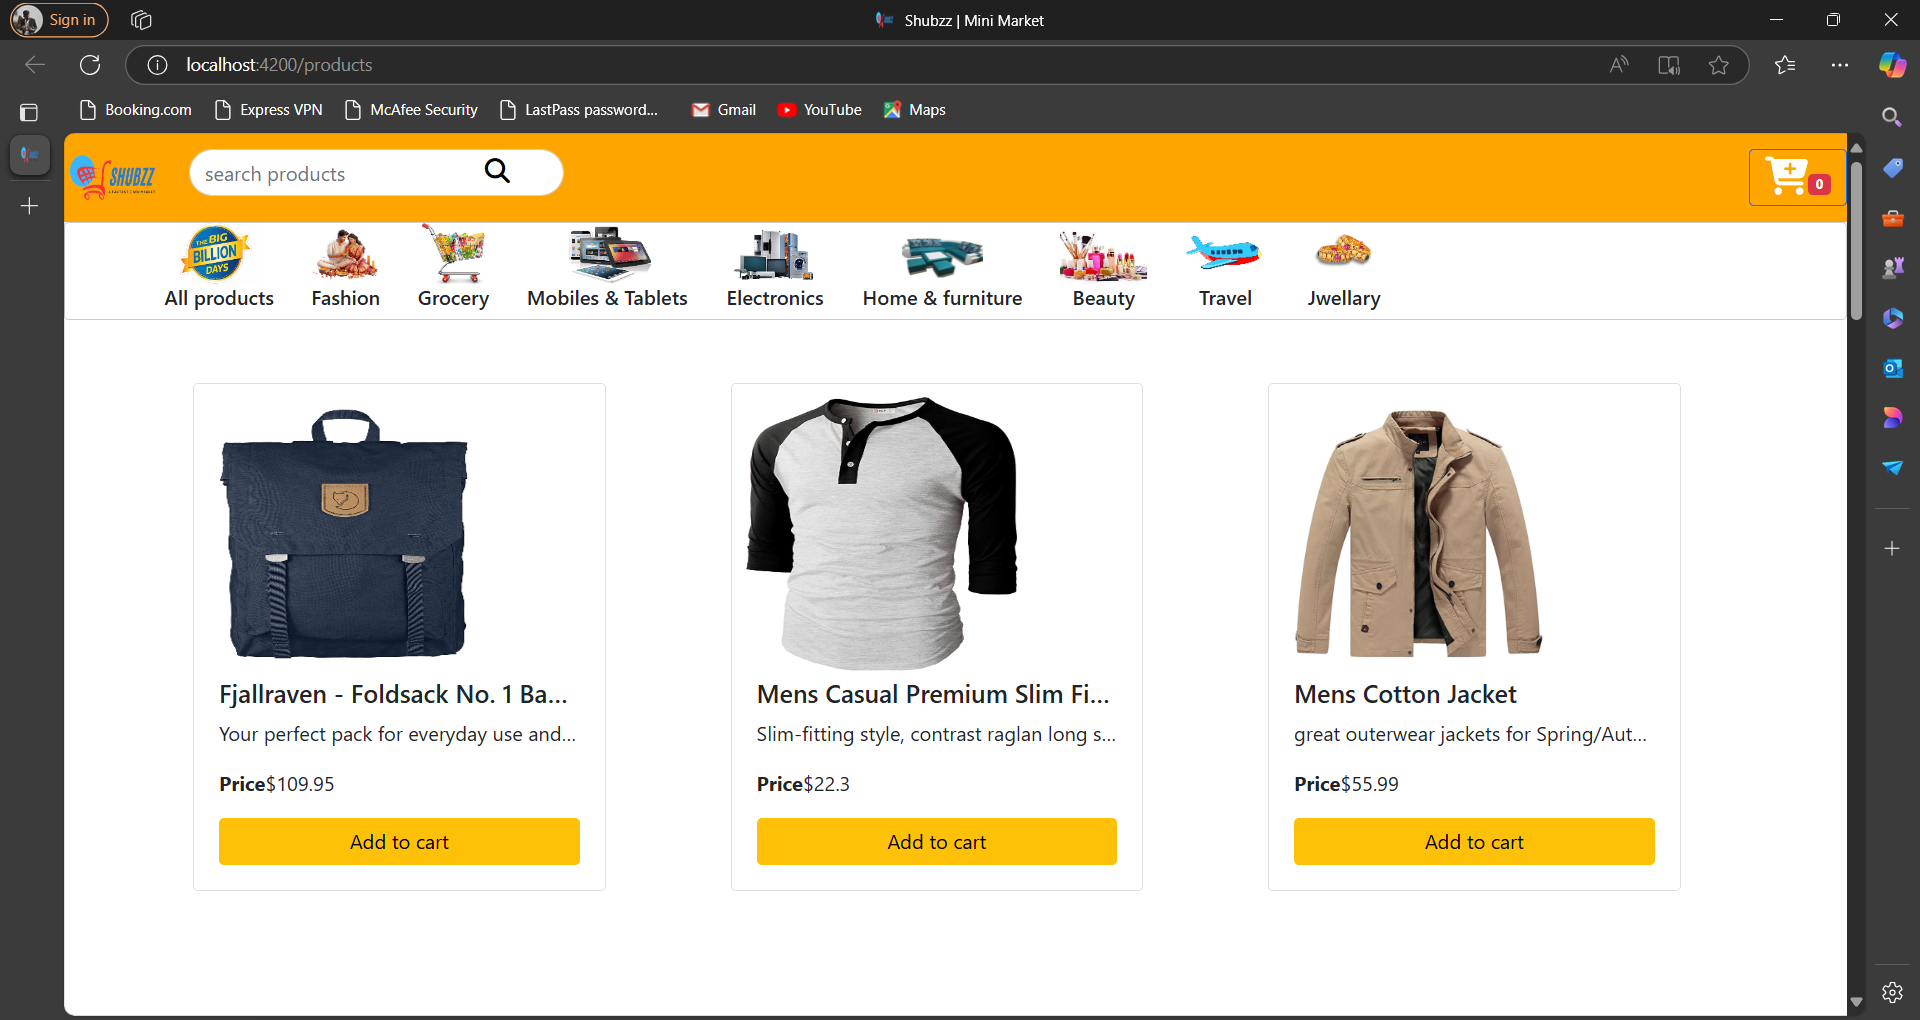 Sign in
Shubzz | Mini Market
localhost:4200/products
Booking.com
Express VPN
McAfee Security
LastPass password...
Gmail
YouTube
Maps
SHUBZZ
search products
0
THE BIG
BILLION
DAYS
All products
Fashion
Grocery
Mobiles & Tablets
Electronics
Home & furniture
Beauty
Travel
Jwellary
Fjallraven - Foldsack No. 1 Ba...
Your perfect pack for everyday use and...
Price$109.95
Add to cart
Mens Casual Premium Slim Fi...
Slim-fitting style, contrast raglan long s...
Price$22.3
Add to cart
Mens Cotton Jacket
great outerwear jackets for Spring/Aut...
Price$55.99
Add to cart